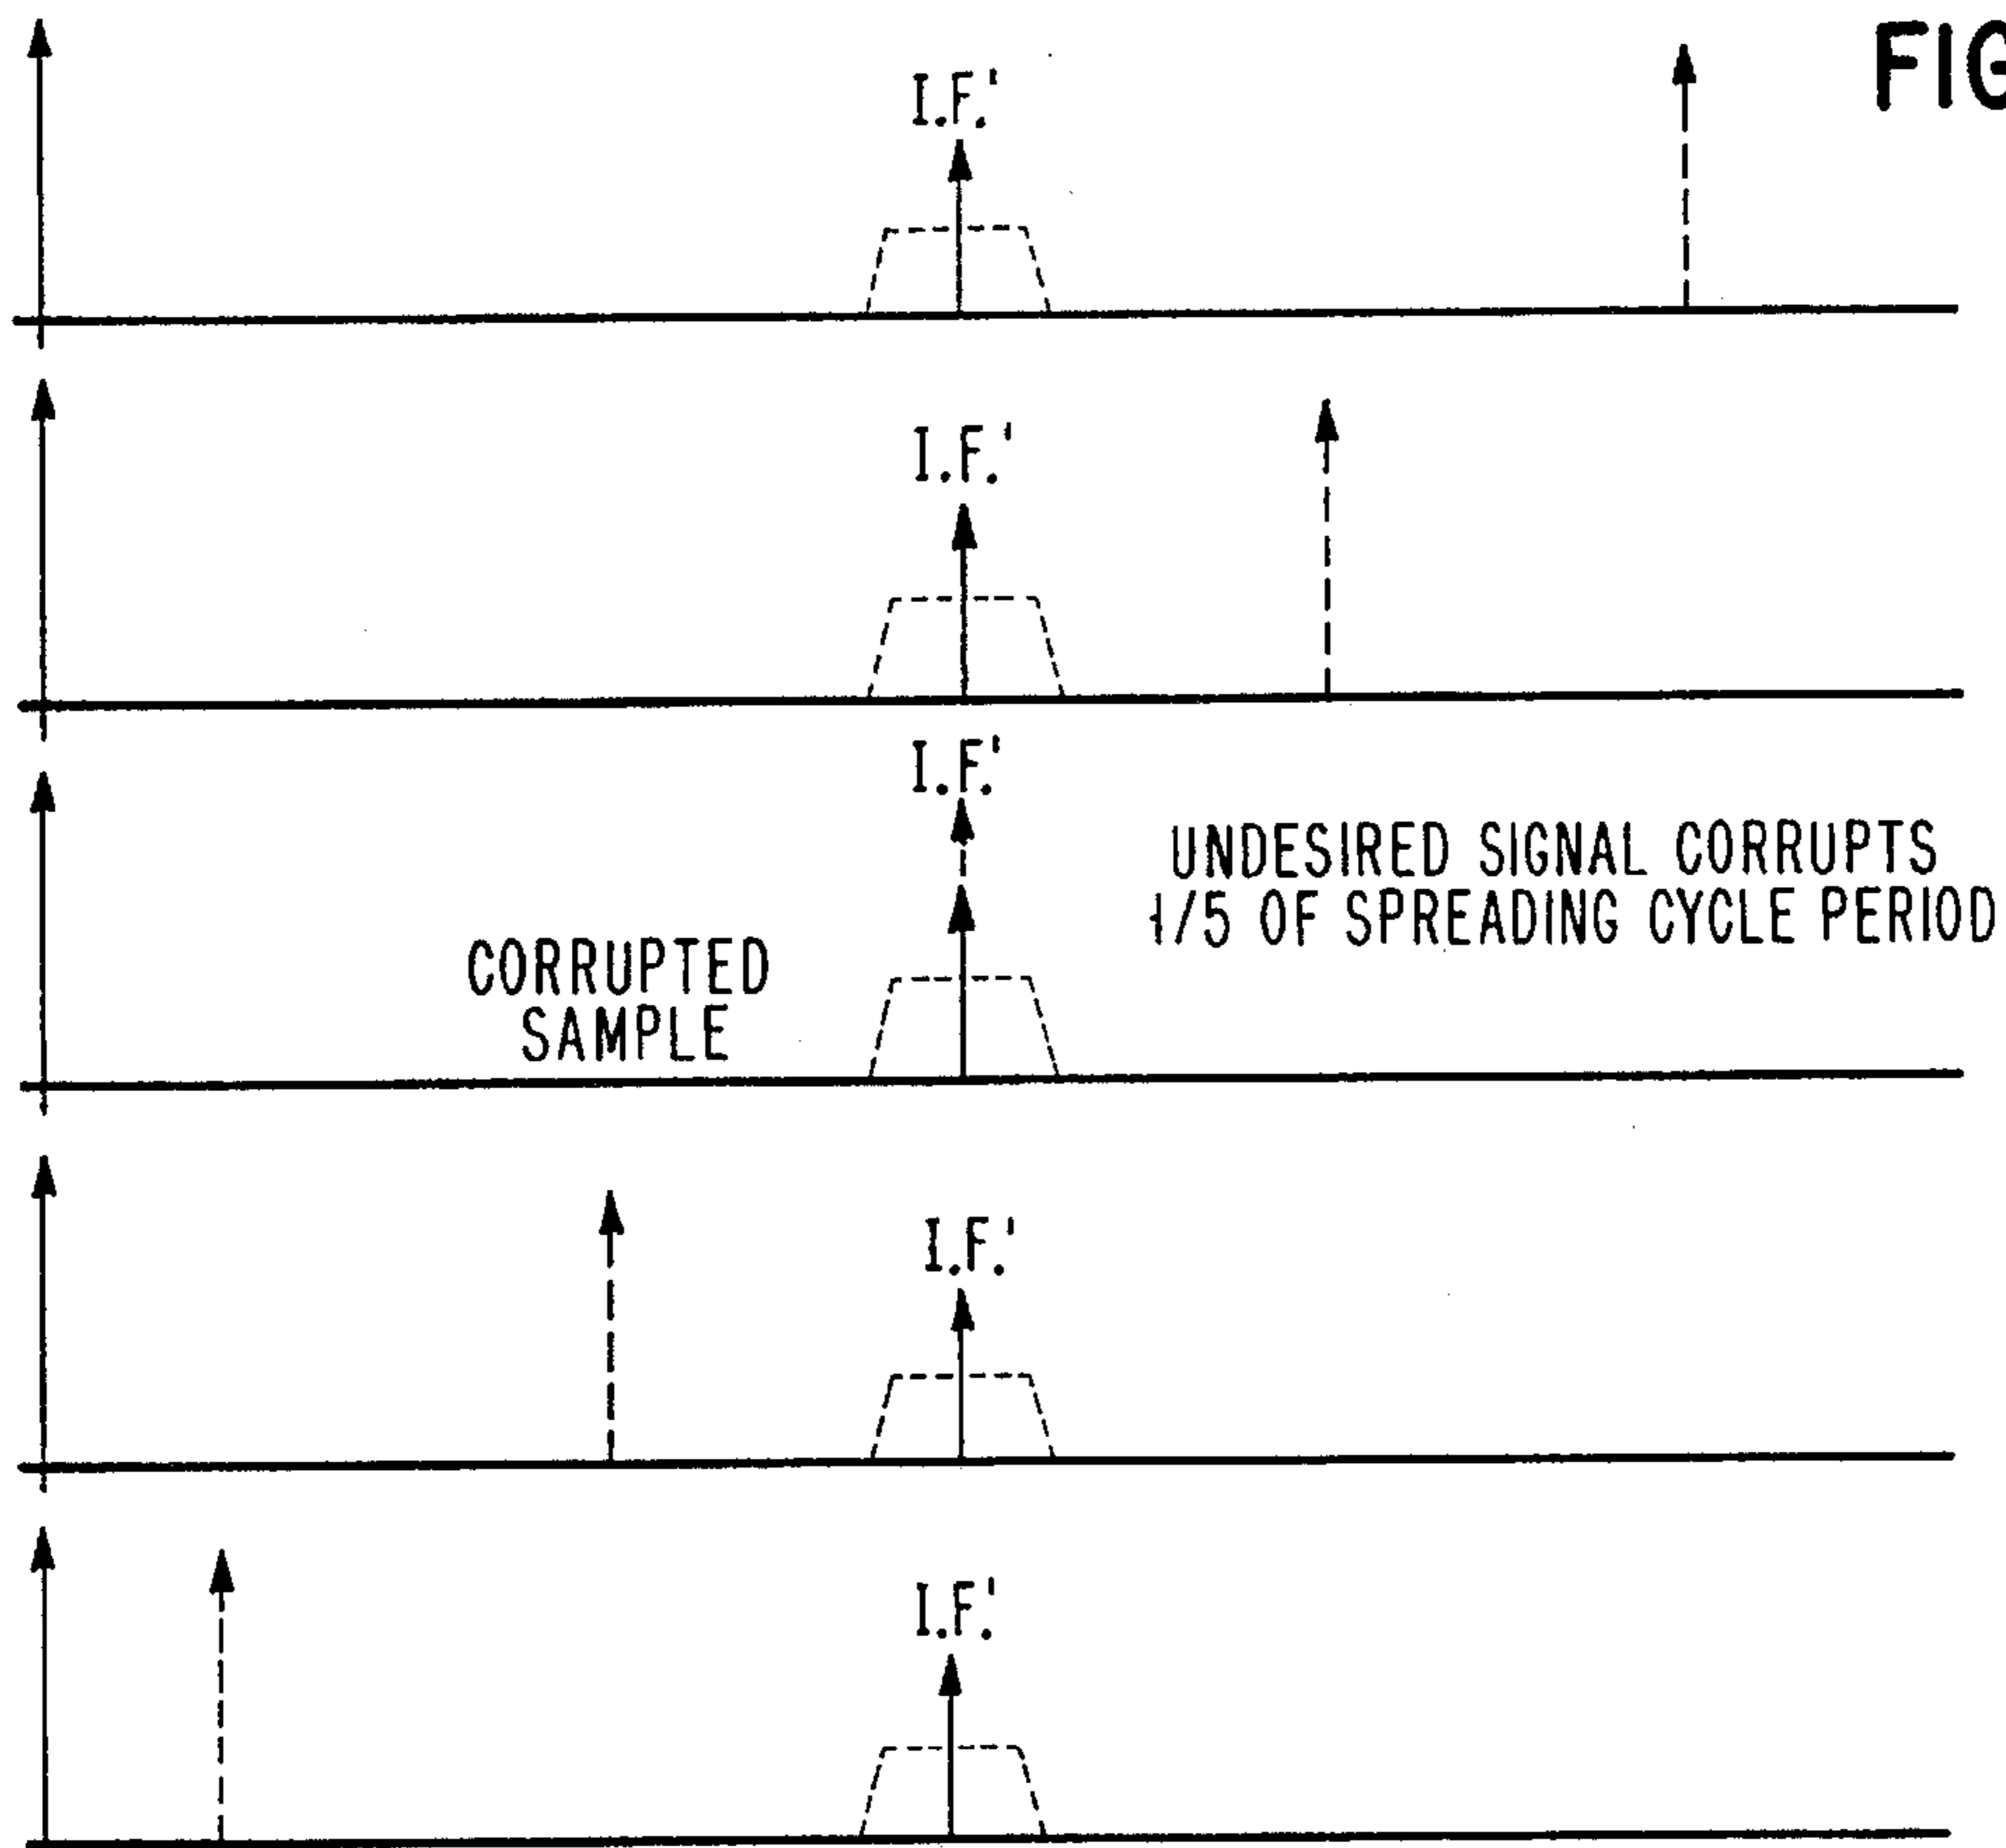 FIG
I.F.'
I.F.'
I.F.'
UNDESIRED SIGNAL CORRUPTS
1/5 OF SPREADING CYCLE PERIOD
CORRUPTED
SAMPLE
I.F.'
I.F.'